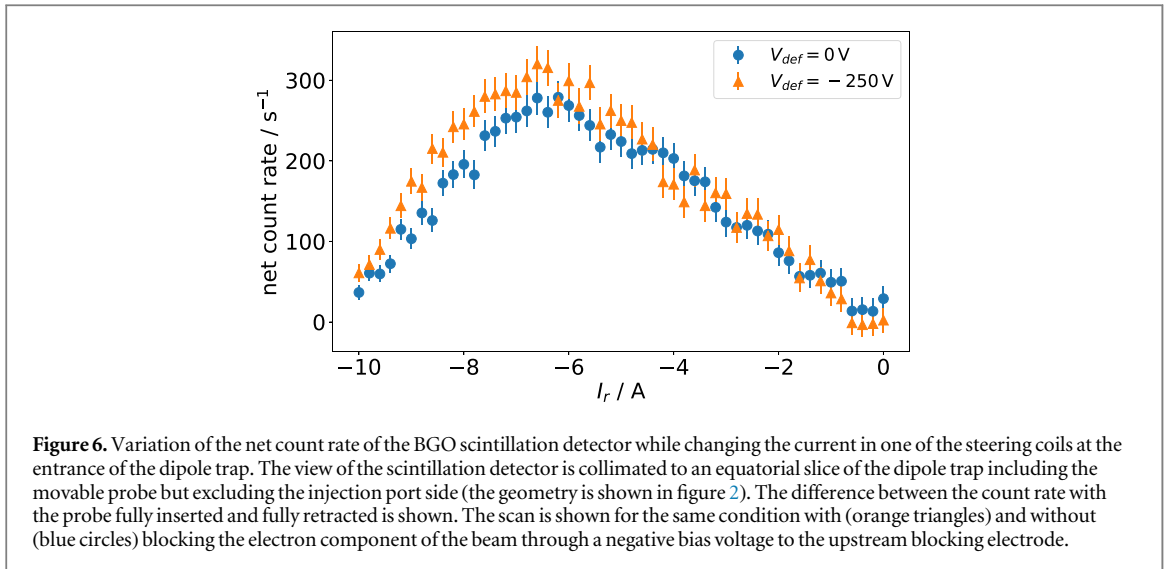 net count rate / s⁻¹
300
200
100
0
V_def = 0 V
V_def = −250 V
−10 −8 −6 −4 −2 0
I_r / A
Figure 6. Variation of the net count rate of the BGO scintillation detector while changing the current in one of the steering coils at the
entrance of the dipole trap. The view of the scintillation detector is collimated to an equatorial slice of the dipole trap including the
movable probe but excluding the injection port side (the geometry is shown in figure 2). The difference between the count rate with
the probe fully inserted and fully retracted is shown. The scan is shown for the same condition with (orange triangles) and without
(blue circles) blocking the electron component of the beam through a negative bias voltage to the upstream blocking electrode.